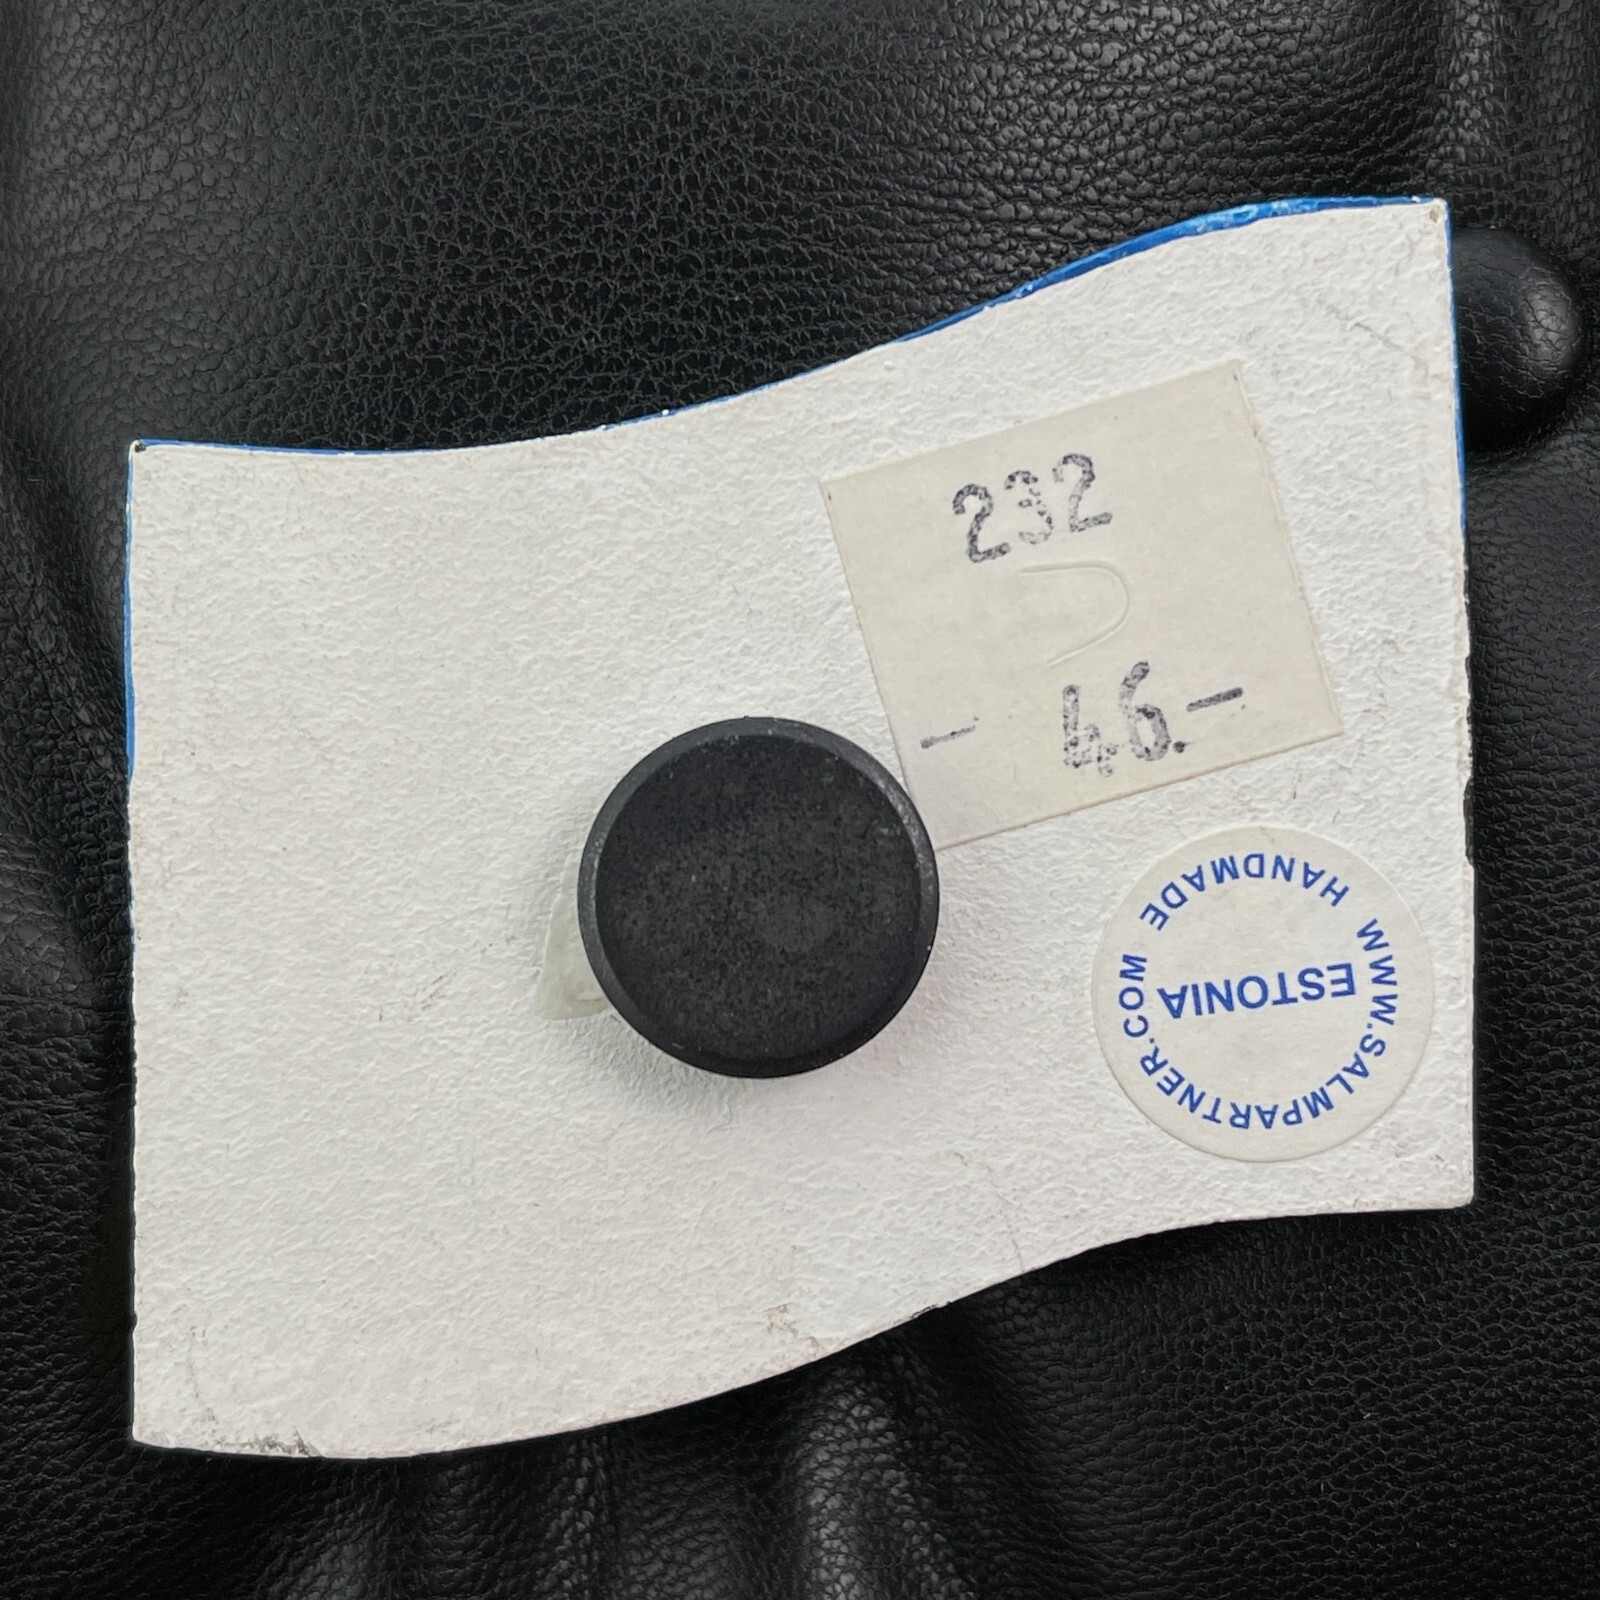 232
- 46.-
HANDMADE
WWW.SALMPARTNER.COM
ESTONIA